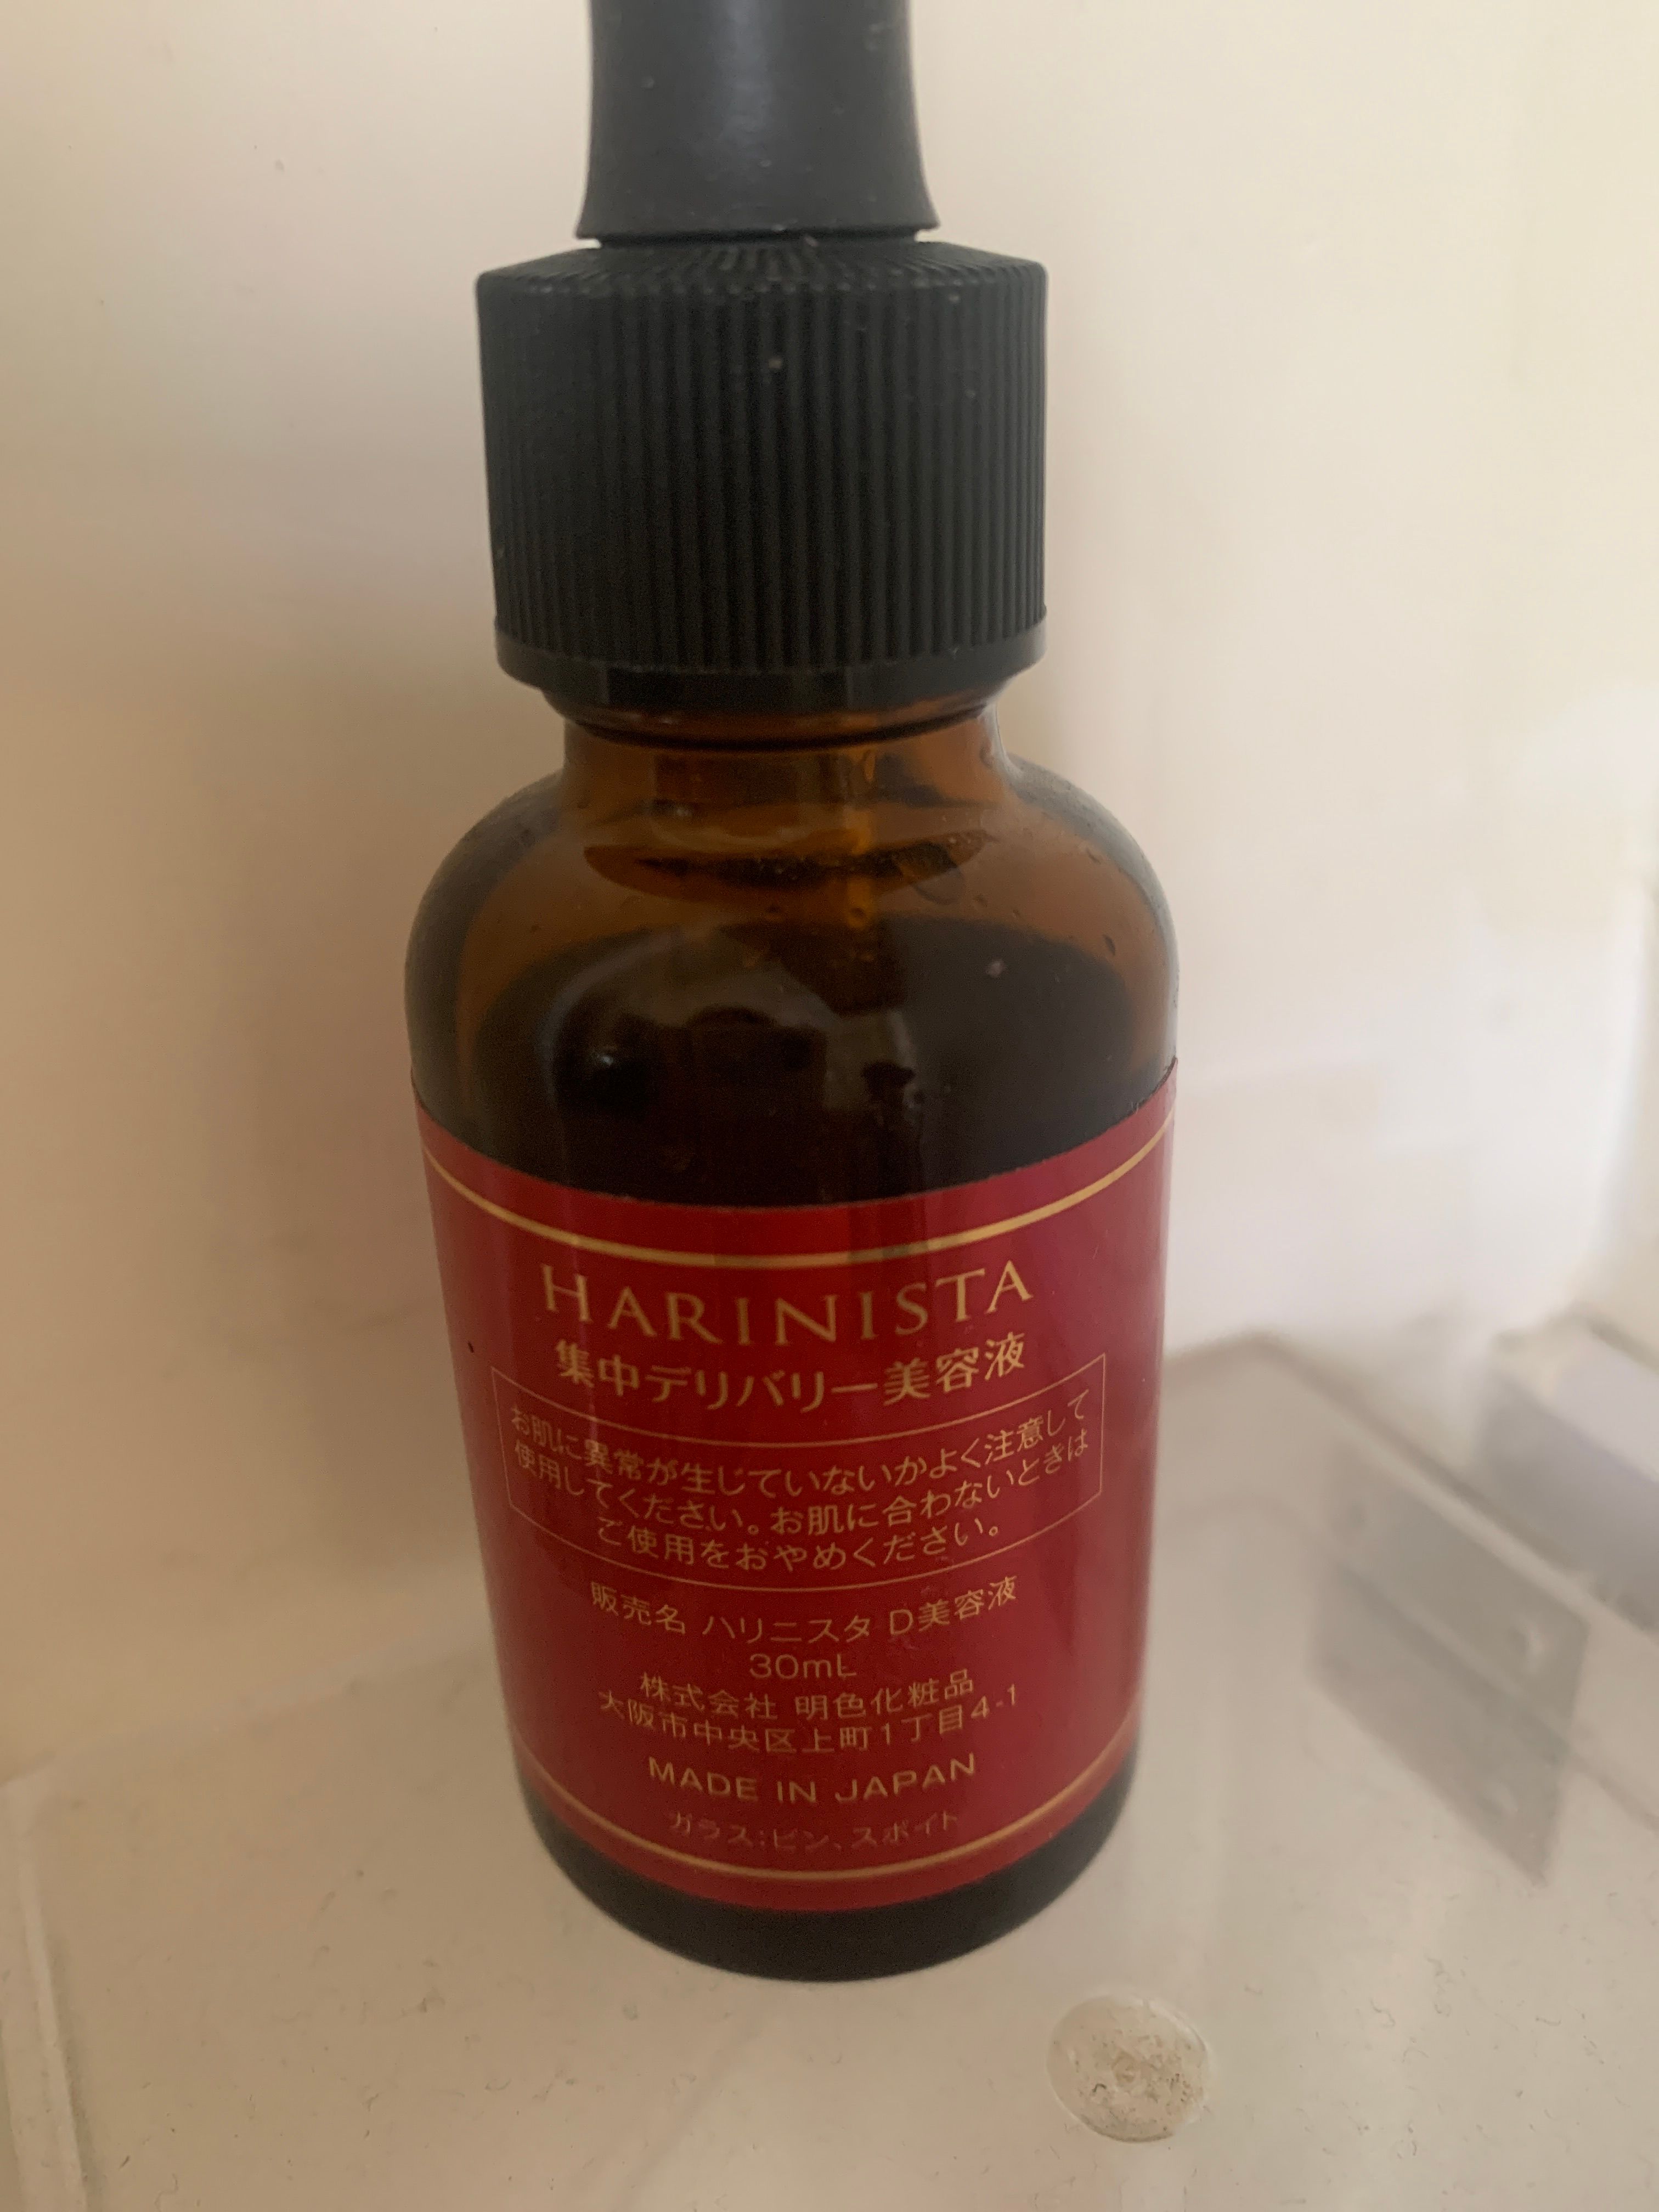 HARINISTA
集中デリバリー美容液
お肌に異常が生じていないかよく注意して
使用してください。お肌に合わないときは
ご使用をおやめください。
販売名 ハリニスタ D美容液
30mL
株式会社 明色化粧品
大阪市中央区上町1丁目4-1
MADE IN JAPAN
ガラス:ビン、スポイト